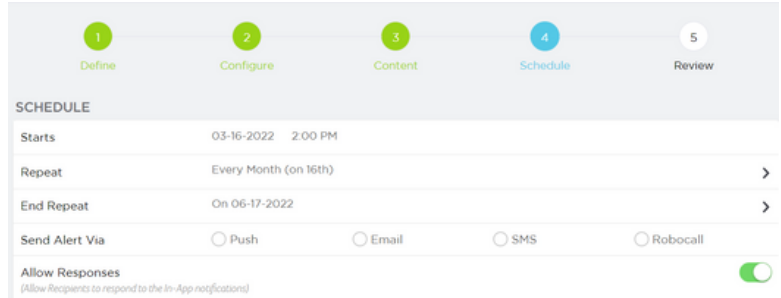 1 2 3 4 5
Define Configure Content Schedule Review
SCHEDULE
Starts 03-16-2022 2:00 PM
Repeat Every Month (on 16th)
End Repeat On 06-17-2022
Send Alert Via Push Email SMS Robocall
Allow Responses
(Allow Recipients to respond to the In-App notifications)